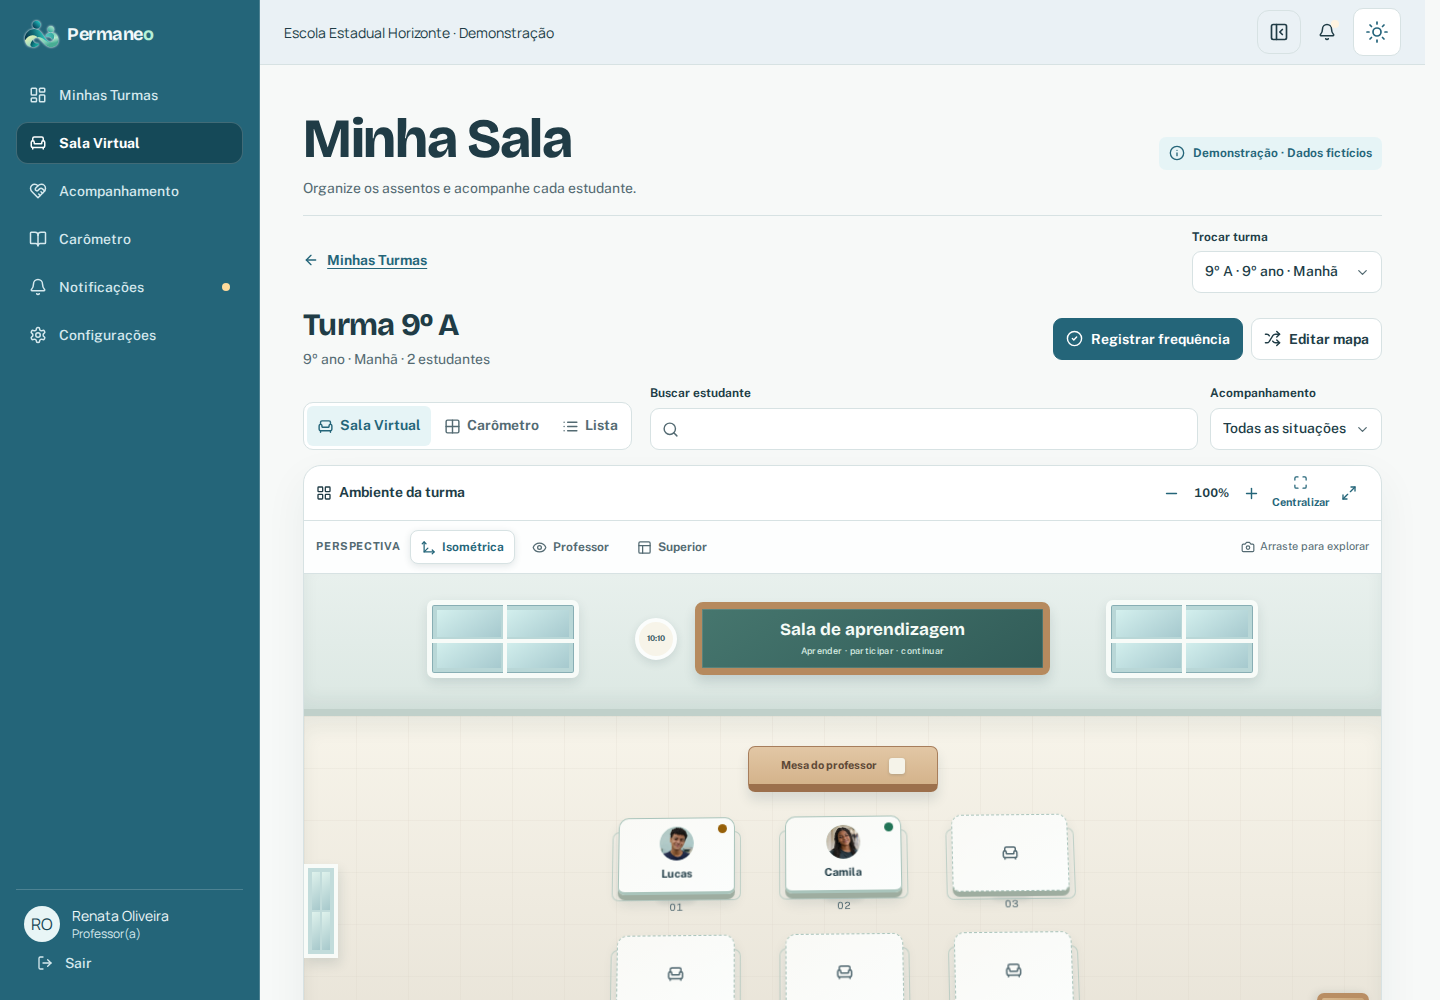 Permaneo
Minhas Turmas
Sala Virtual
Acompanhamento
Carômetro
Notificações
Configurações
RO
Renata Oliveira
Professor(a)
Sair
Escola Estadual Horizonte · Demonstração
Minha Sala
Organize os assentos e acompanhe cada estudante.
Demonstração · Dados fictícios
Minhas Turmas
Trocar turma
9º A · 9º ano · Manhã
Turma 9º A
9º ano · Manhã · 2 estudantes
Registrar frequência
Editar mapa
Sala Virtual
Carômetro
Lista
Buscar estudante
Acompanhamento
Todas as situações
Ambiente da turma
100%
Centralizar
PERSPECTIVA
Isométrica
Professor
Superior
Arraste para explorar
10:10
Sala de aprendizagem
Aprender · participar · continuar
Mesa do professor
Lucas
Camila
01
02
03